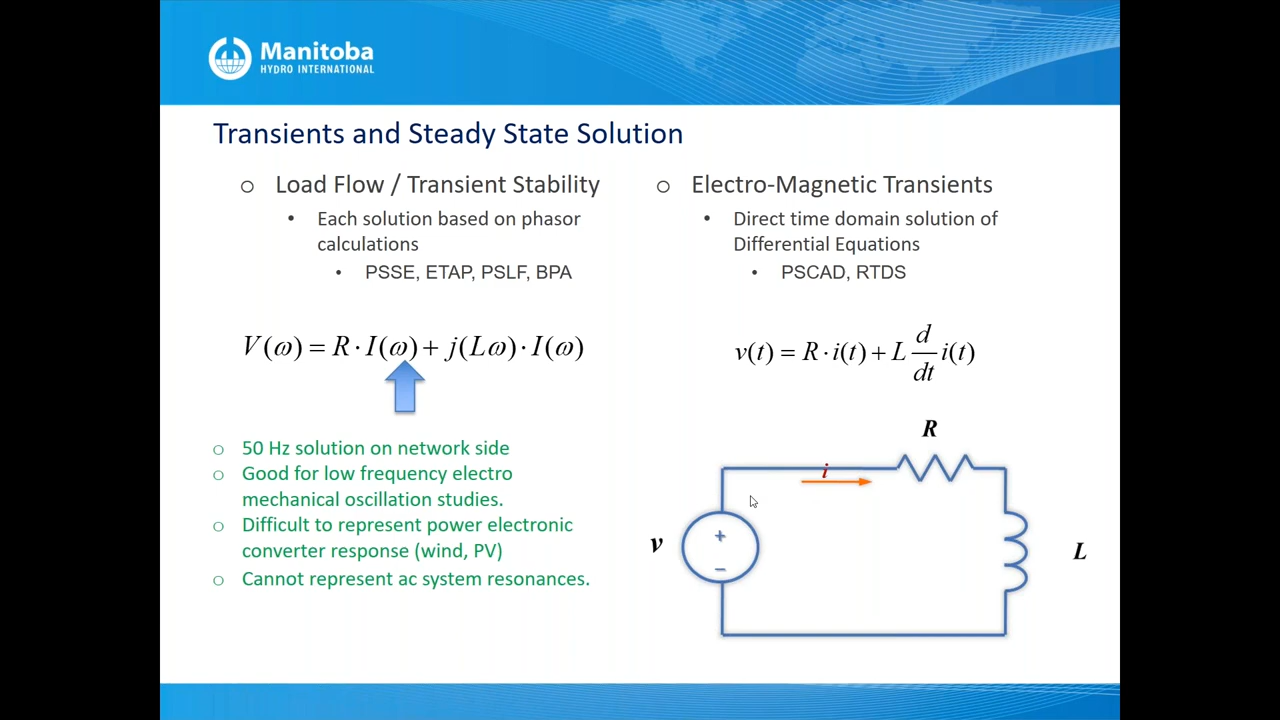 Manitoba
HYDRO INTERNATIONAL
Transients and Steady State Solution
o Load Flow / Transient Stability
• Each solution based on phasor
calculations
• PSSE, ETAP, PSLF, BPA
V(ω) = R · I(ω) + j(Lω) · I(ω)
o 50 Hz solution on network side
o Good for low frequency electro
mechanical oscillation studies.
o Difficult to represent power electronic
converter response (wind, PV)
o Cannot represent ac system resonances.
o Electro-Magnetic Transients
• Direct time domain solution of
Differential Equations
• PSCAD, RTDS
v(t) = R · i(t) + L d/dt i(t)
R
i
v
+
−
L